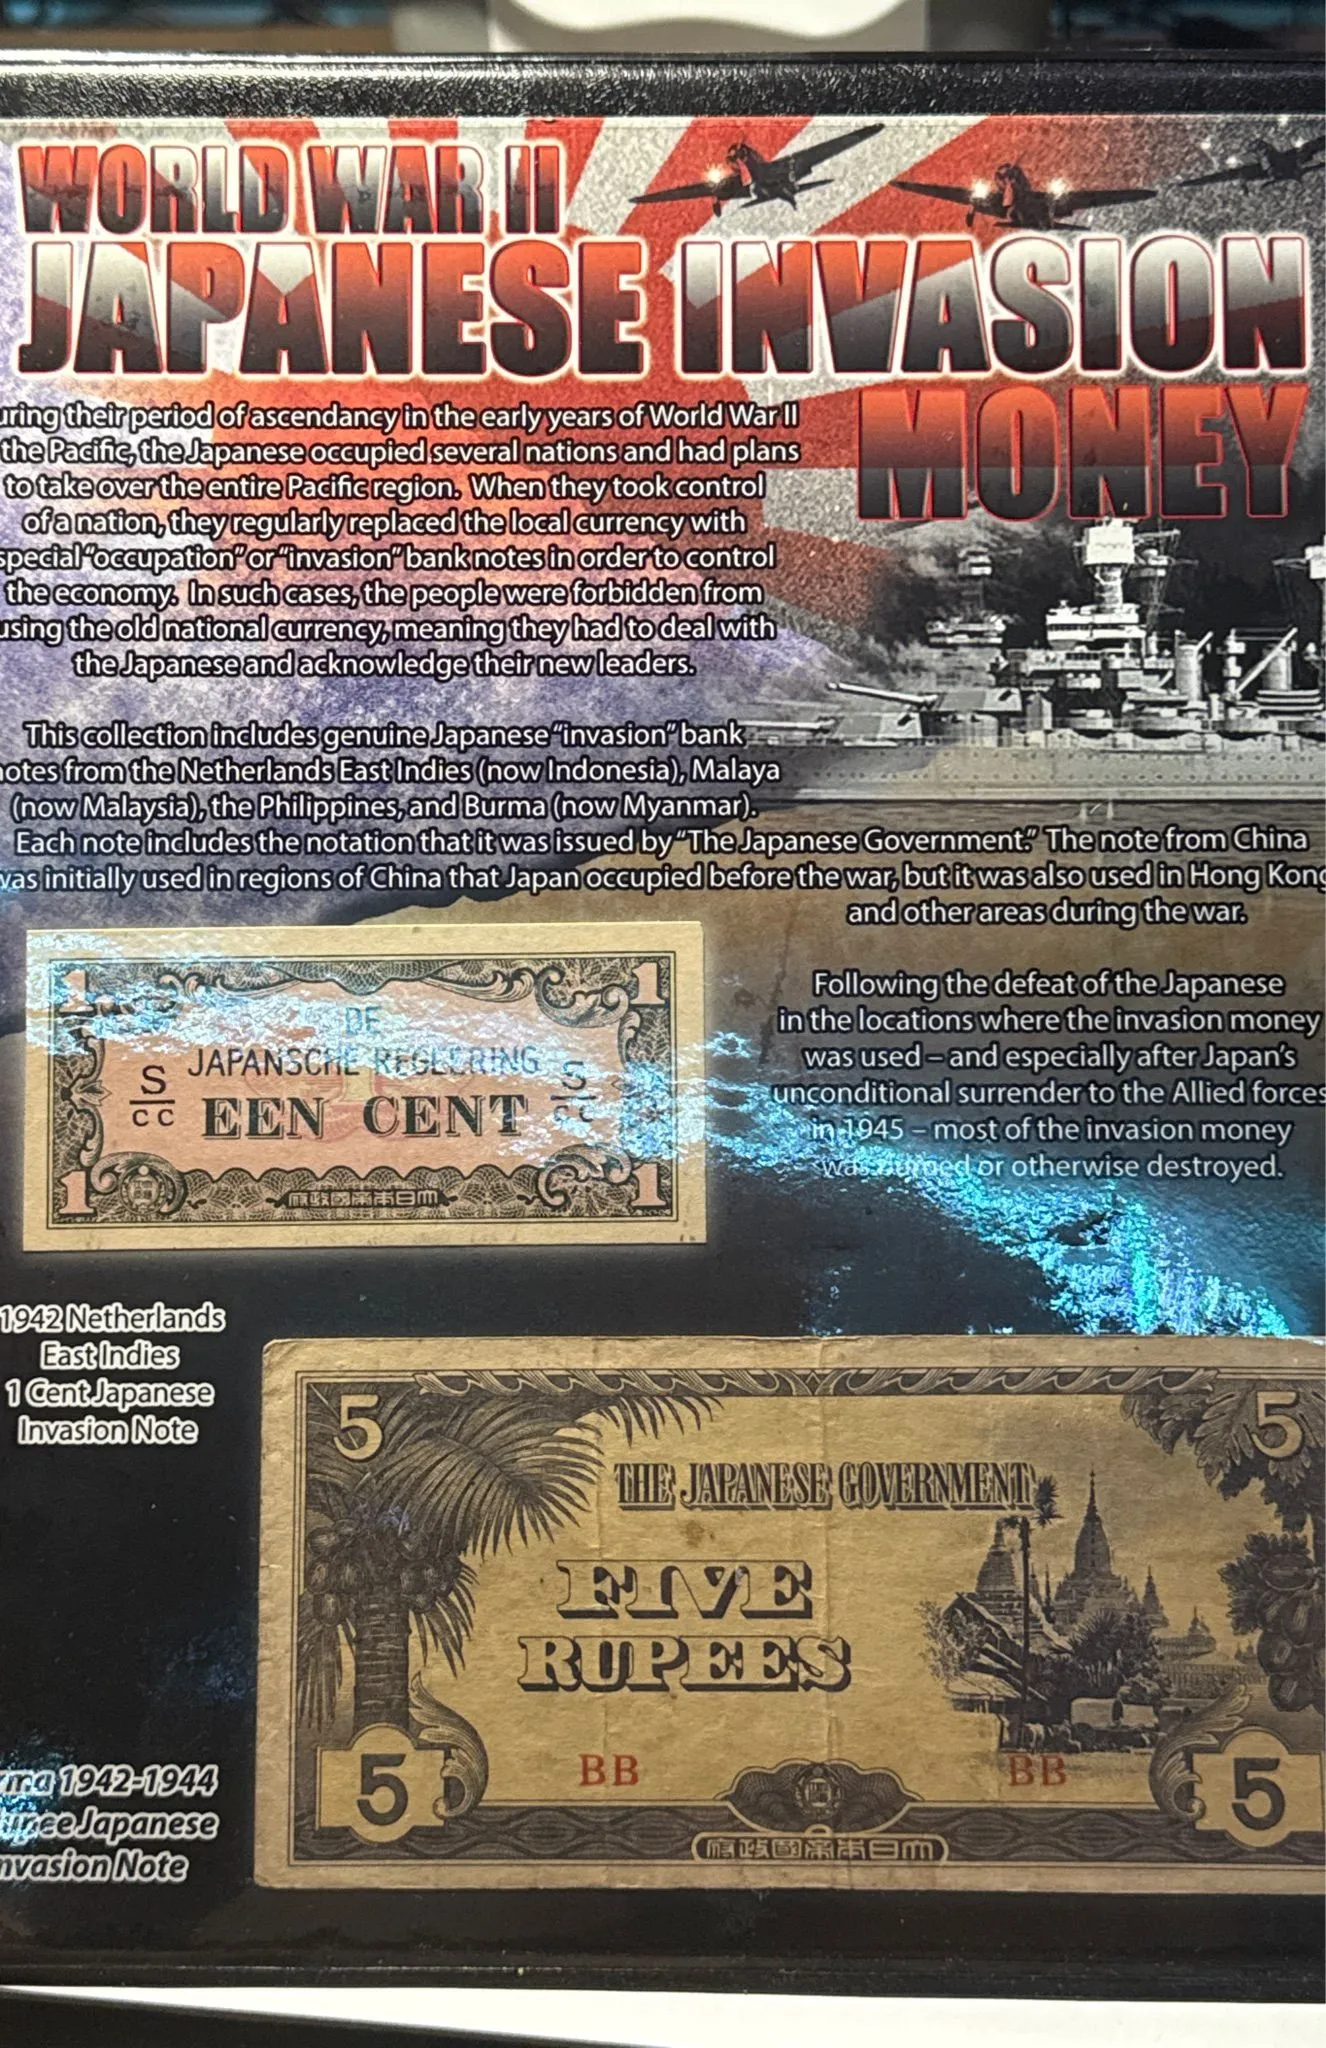 WORLD WAR II
JAPANESE INVASION
MONEY
uring their period of ascendancy in the early years of World War II
the Pacific, the Japanese occupied several nations and had plans
to take over the entire Pacific region. When they took control
of a nation, they regularly replaced the local currency with
special "occupation" or "invasion" bank notes in order to control
the economy. In such cases, the people were forbidden from
using the old national currency, meaning they had to deal with
the Japanese and acknowledge their new leaders.
This collection includes genuine Japanese "invasion" bank
notes from the Netherlands East Indies (now Indonesia), Malaya
(now Malaysia), the Philippines, and Burma (now Myanmar).
Each note includes the notation that it was issued by "The Japanese Government." The note from China
was initially used in regions of China that Japan occupied before the war, but it was also used in Hong Kong
and other areas during the war.
Following the defeat of the Japanese
in the locations where the invasion money
was used – and especially after Japan's
unconditional surrender to the Allied forces
in 1945 – most of the invasion money
was burned or otherwise destroyed.
1 1
DE
JAPANSCHE REGEERING
S/CC EEN CENT S/CC
1 府政國帝本日大 1
1942 Netherlands
East Indies
1 Cent Japanese
Invasion Note
5 5
THE JAPANESE GOVERNMENT
FIVE
RUPEES
BB BB
5 5
府政國帝本日大
rma 1942-1944
upee Japanese
nvasion Note